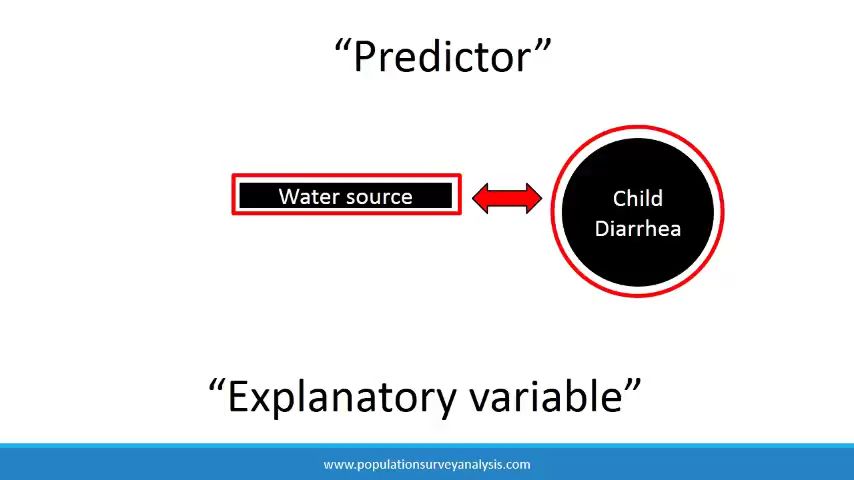 “Predictor”
Water source
Child
Diarrhea
“Explanatory variable”
www.populationsurveyanalysis.com